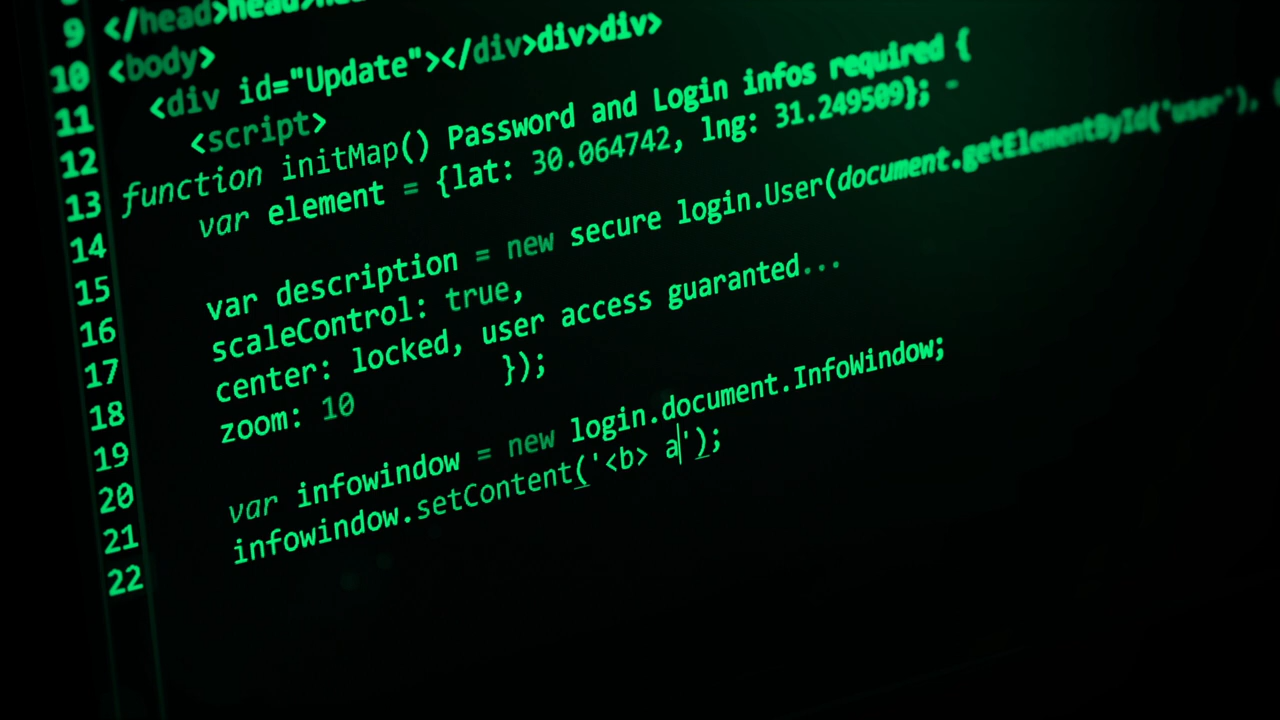 9 </head>head>
10 <body>
11 <div id="Update"></div>div>div>
12 <script>
13 function initMap() Password and Login infos required {
14 var element = {lat: 30.064742, lng: 31.249509}; -
15
16 var description = new secure login.User(document.getElementById('user'), {
17 scaleControl: true,
18 center: locked, user access guaranted...
19 zoom: 10 });
20
21 var infowindow = new login.document.InfoWindow;
22 infowindow.setContent('<b> a');